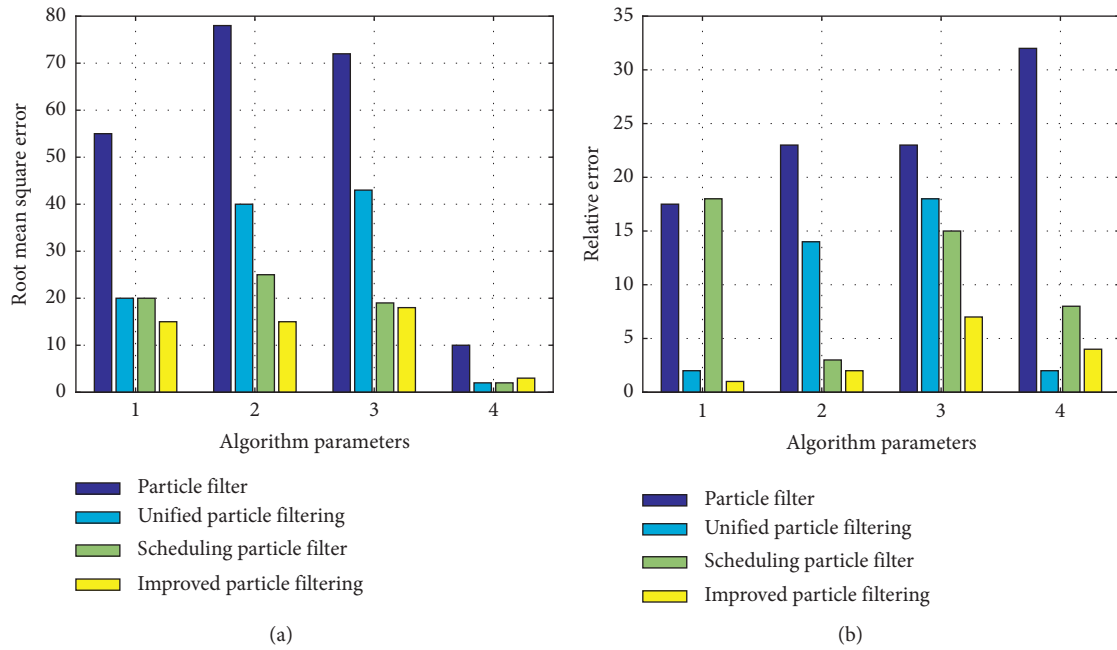 80
70
60
50
40
30
20
10
0
Root mean square error
1 2 3 4
Algorithm parameters
Particle filter
Unified particle filtering
Scheduling particle filter
Improved particle filtering
(a)
35
30
25
20
15
10
5
0
Relative error
1 2 3 4
Algorithm parameters
Particle filter
Unified particle filtering
Scheduling particle filter
Improved particle filtering
(b)